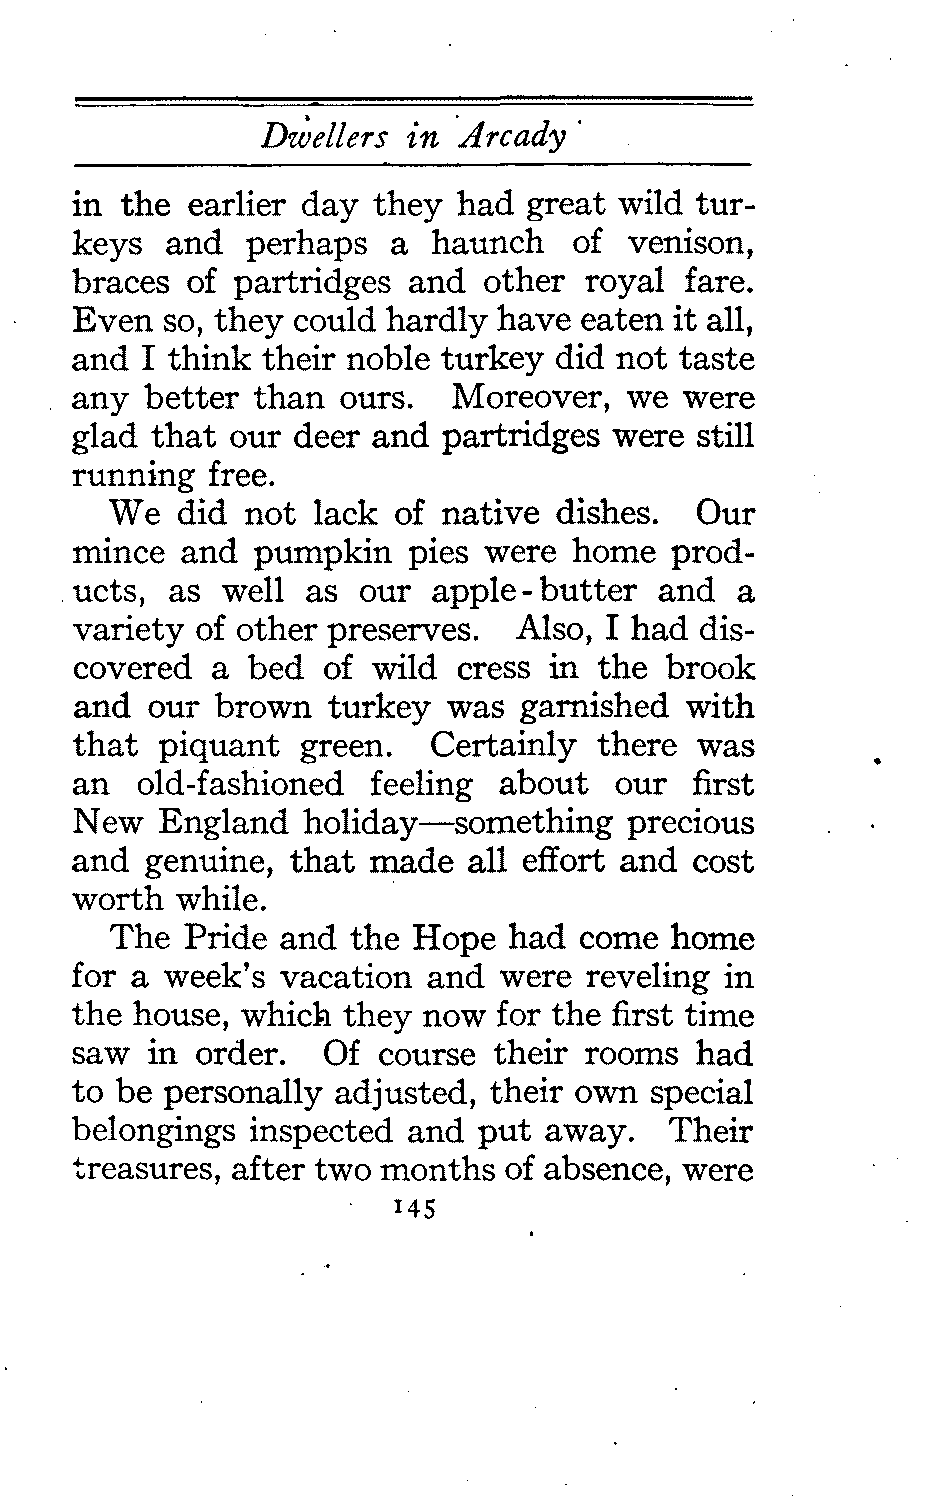 Dwellers in Arcady
in the earlier day they had great wild tur-
keys and perhaps a haunch of venison,
braces of partridges and other royal fare.
Even so, they could hardly have eaten it all,
and I think their noble turkey did not taste
any better than ours. Moreover, we were
glad that our deer and partridges were still
running free.
We did not lack of native dishes. Our
mince and pumpkin pies were home prod-
ucts, as well as our apple-butter and a
variety of other preserves. Also, I had dis-
covered a bed of wild cress in the brook
and our brown turkey was garnished with
that piquant green. Certainly there was
an old-fashioned feeling about our first
New England holiday—something precious
and genuine, that made all effort and cost
worth while.
The Pride and the Hope had come home
for a week's vacation and were reveling in
the house, which they now for the first time
saw in order. Of course their rooms had
to be personally adjusted, their own special
belongings inspected and put away. Their
treasures, after two months of absence, were
145